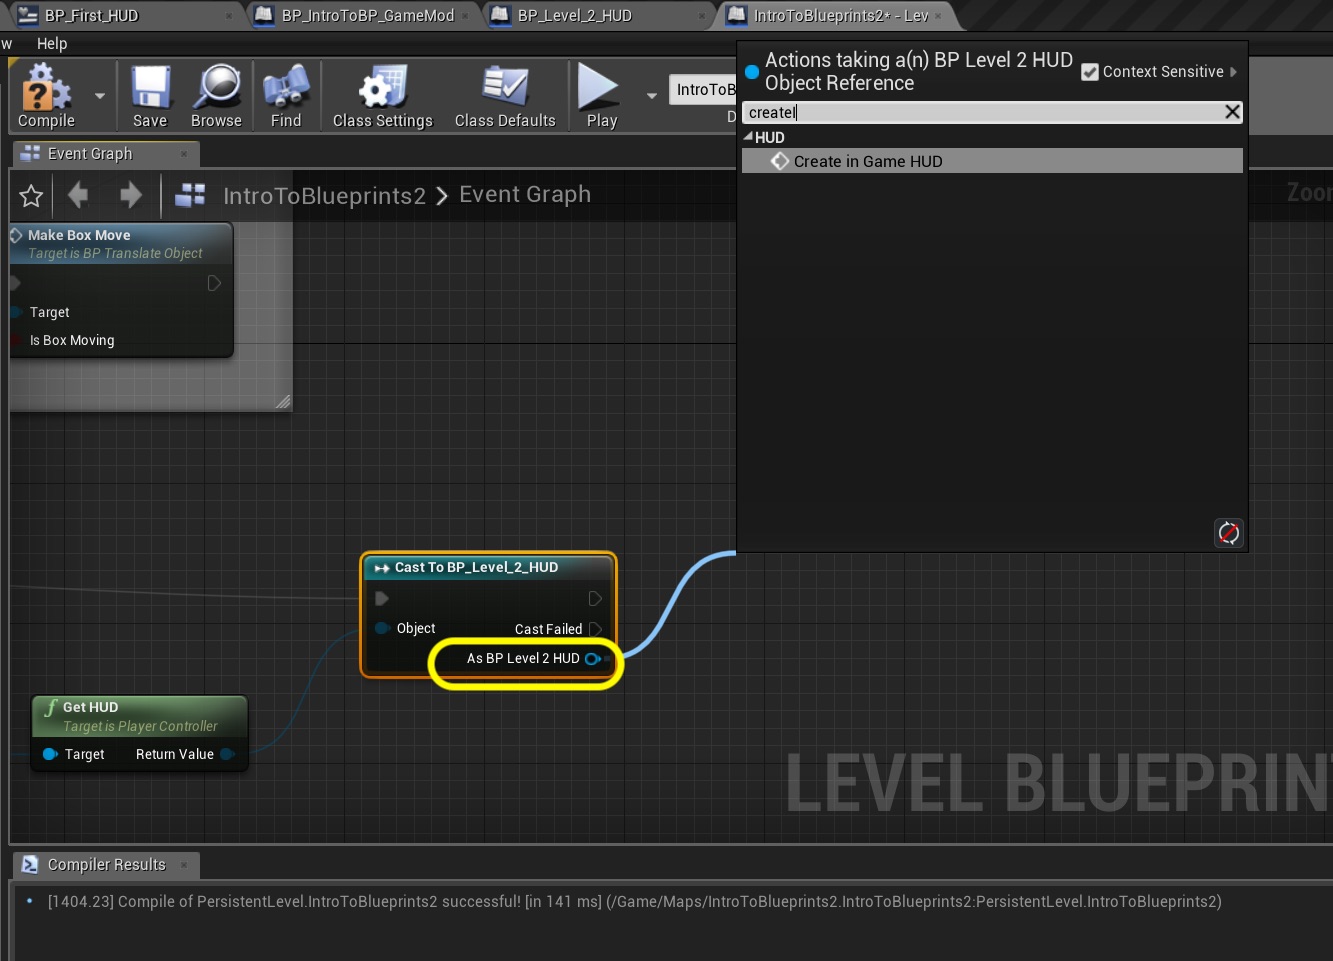 BP_First_HUD
BP_IntroToBP_GameMod
BP_Level_2_HUD
IntroToBlueprints2* - Lev
w Help
Compile
Save
Browse
Find
Class Settings
Class Defaults
Play
IntroToB
D
Actions taking a(n) BP Level 2 HUD
Object Reference
Context Sensitive
create
HUD
Create in Game HUD
Event Graph
IntroToBlueprints2 > Event Graph
Zoo
Make Box Move
Target is BP Translate Object
Target
Is Box Moving
Cast To BP_Level_2_HUD
Object
Cast Failed
As BP Level 2 HUD
f Get HUD
Target is Player Controller
Target
Return Value
LEVEL BLUEPRIN
Compiler Results
[1404.23] Compile of PersistentLevel.IntroToBlueprints2 successful! [in 141 ms] (/Game/Maps/IntroToBlueprints2.IntroToBlueprints2:PersistentLevel.IntroToBlueprints2)